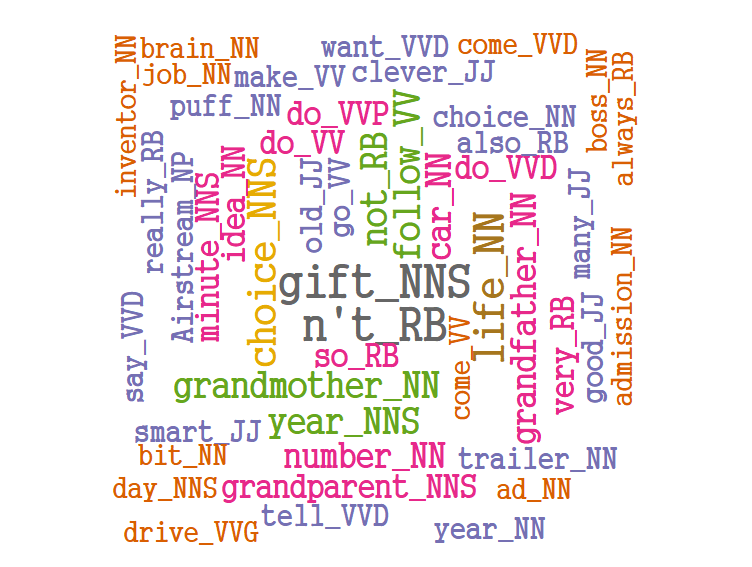 brain_NN
want_VVD
come_VVD
job_NN
make_VV
clever_JJ
inventor_NN
boss_NN
always_RB
puff_NN
do_VVP
choice_NN
do_VV
also_RB
really_RB
Airstream_NP
minute_NNS
idea_NN
choice_NNS
old_JJ
go_VV
not_RB
follow_VV
car_NN
do_VVD
many_JJ
gift_NNS
n't_RB
life_NN
grandfather_NN
very_RB
good_JJ
admission_NN
say_VVD
so_RB
come_VV
grandmother_NN
year_NNS
smart_JJ
bit_NN
number_NN
trailer_NN
day_NNS
grandparent_NNS
ad_NN
tell_VVD
drive_VVG
year_NN